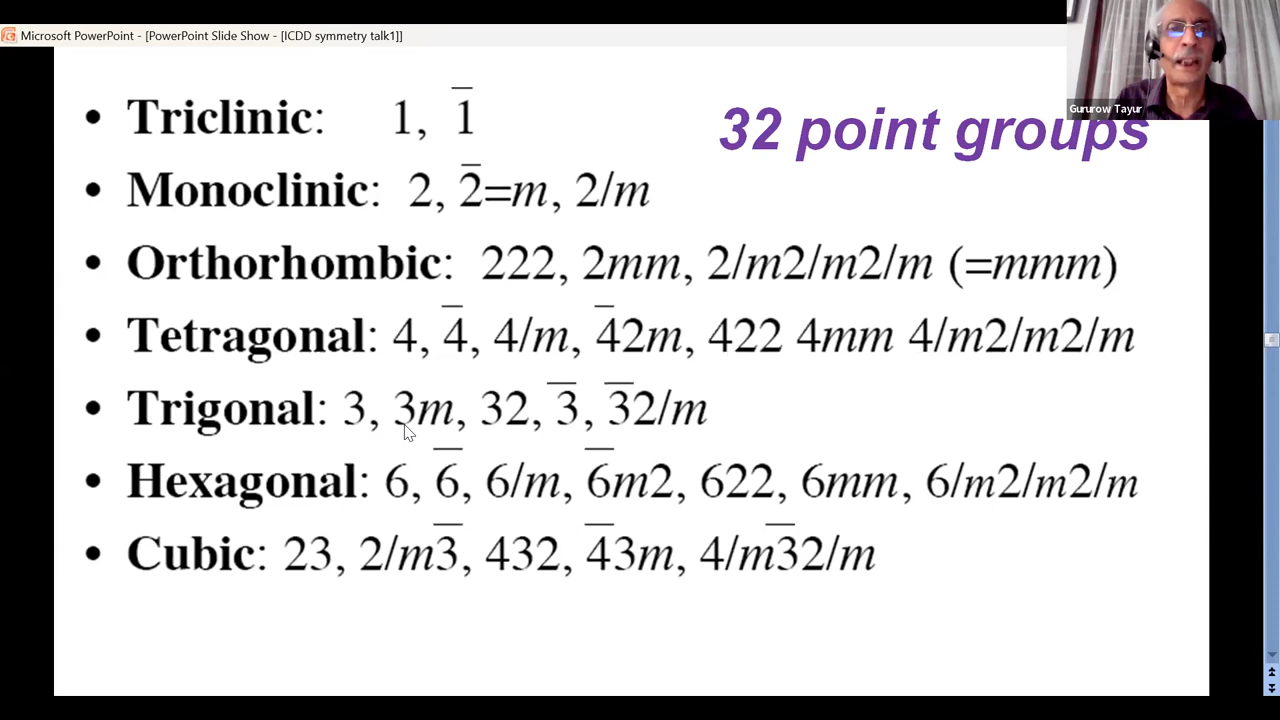 Microsoft PowerPoint - [PowerPoint Slide Show - [ICDD symmetry talk1]]
Gururow Tayur
32 point groups
• Triclinic: 1, 1̅
• Monoclinic: 2, 2̅=m, 2/m
• Orthorhombic: 222, 2mm, 2/m2/m2/m (=mmm)
• Tetragonal: 4, 4̅, 4/m, 4̅2m, 422 4mm 4/m2/m2/m
• Trigonal: 3, 3m, 32, 3̅, 3̅2/m
• Hexagonal: 6, 6̅, 6/m, 6̅m2, 622, 6mm, 6/m2/m2/m
• Cubic: 23, 2/m3̅, 432, 4̅3m, 4/m3̅2/m